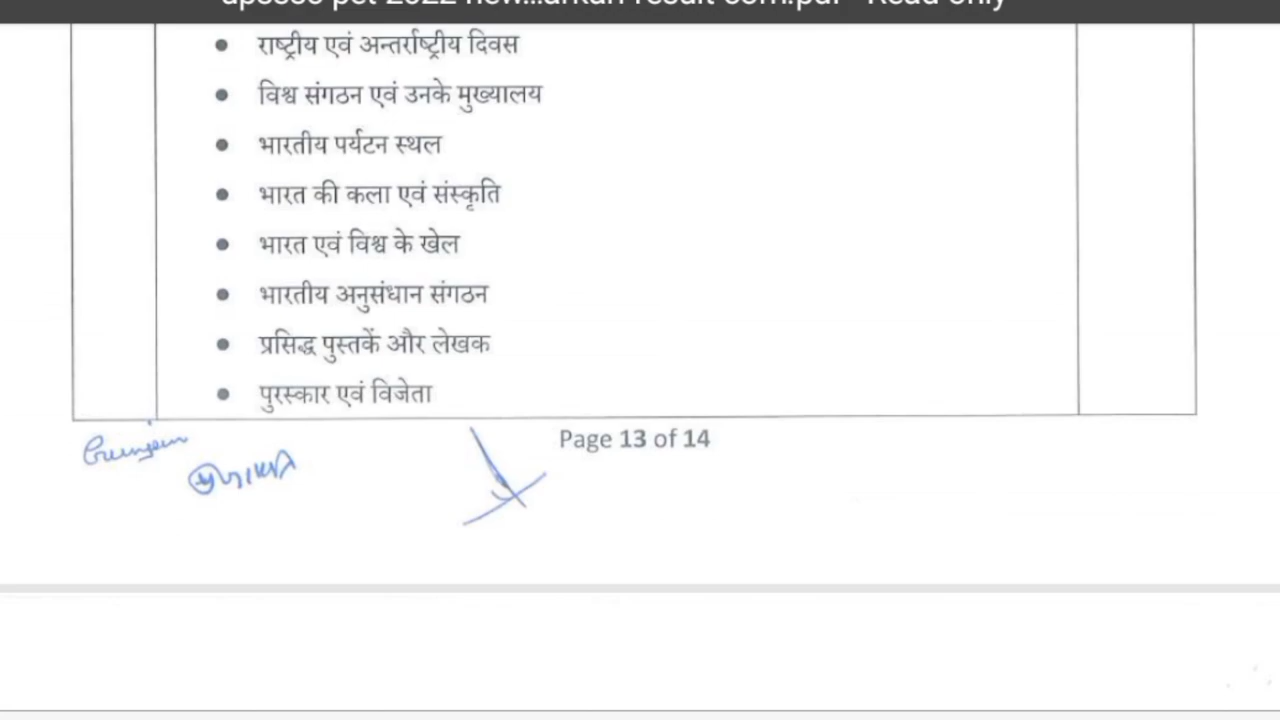 राष्ट्रीय एवं अन्तर्राष्ट्रीय दिवस
विश्व संगठन एवं उनके मुख्यालय
भारतीय पर्यटन स्थल
भारत की कला एवं संस्कृति
भारत एवं विश्व के खेल
भारतीय अनुसंधान संगठन
प्रसिद्ध पुस्तकें और लेखक
पुरस्कार एवं विजेता
Page 13 of 14